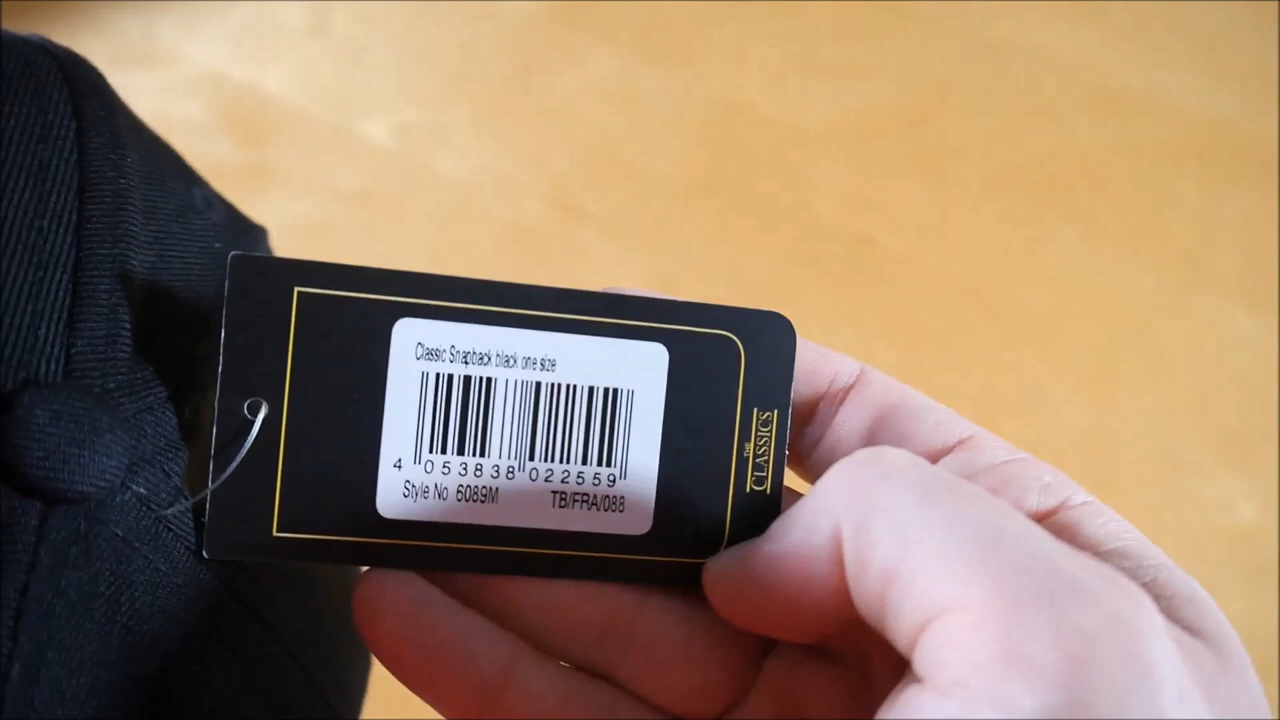 Classic Snapback black one size
4 053838 022559
Style No 6089M TB/FRA/088
THE
CLASSICS